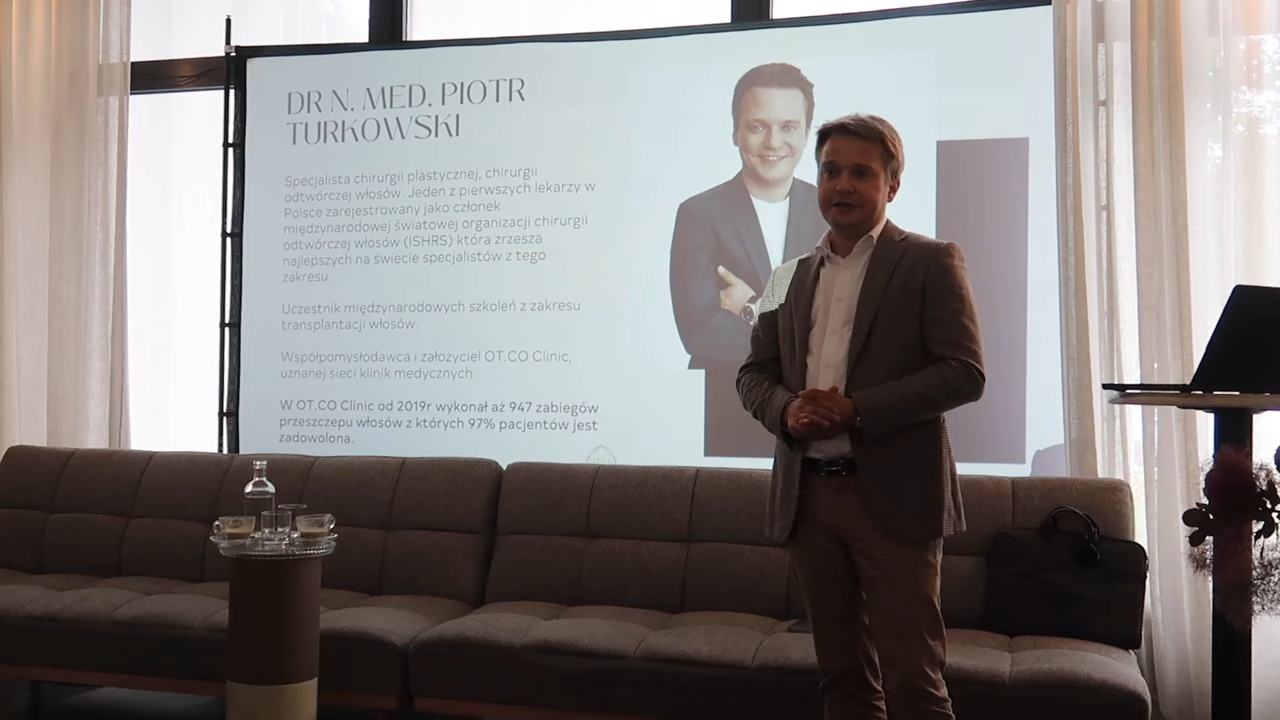 DR N. MED. PIOTR
TURKOWSKI
Specjalista chirurgii plastycznej, chirurgii
odtwórczej włosów. Jeden z pierwszych lekarzy w
Polsce zarejestrowany jako członek
międzynarodowej światowej organizacji chirurgii
odtwórczej włosów (ISHRS) która zrzesza
najlepszych na świecie specjalistów z tego
zakresu.
Uczestnik międzynarodowych szkoleń z zakresu
transplantacji włosów.
Współpomysłodawca i założyciel OT.CO Clinic,
uznanej sieci klinik medycznych.
W OT.CO Clinic od 2019r wykonał aż 947 zabiegów
przeszczepu włosów z których 97% pacjentów jest
zadowolona.